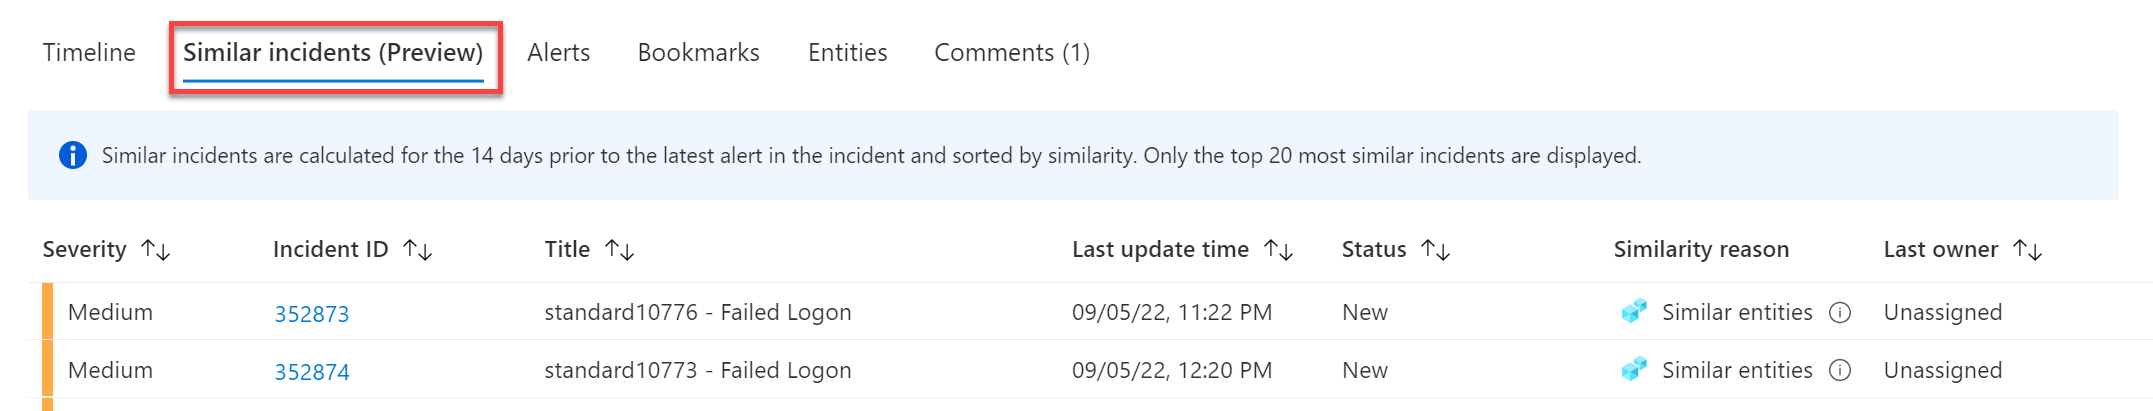 Timeline Similar incidents (Preview) Alerts Bookmarks Entities Comments (1)
Similar incidents are calculated for the 14 days prior to the latest alert in the incident and sorted by similarity. Only the top 20 most similar incidents are displayed.
Severity ↑↓ Incident ID ↑↓ Title ↑↓ Last update time ↑↓ Status ↑↓ Similarity reason Last owner ↑↓
Medium 352873 standard10776 - Failed Logon 09/05/22, 11:22 PM New Similar entities Unassigned
Medium 352874 standard10773 - Failed Logon 09/05/22, 12:20 PM New Similar entities Unassigned